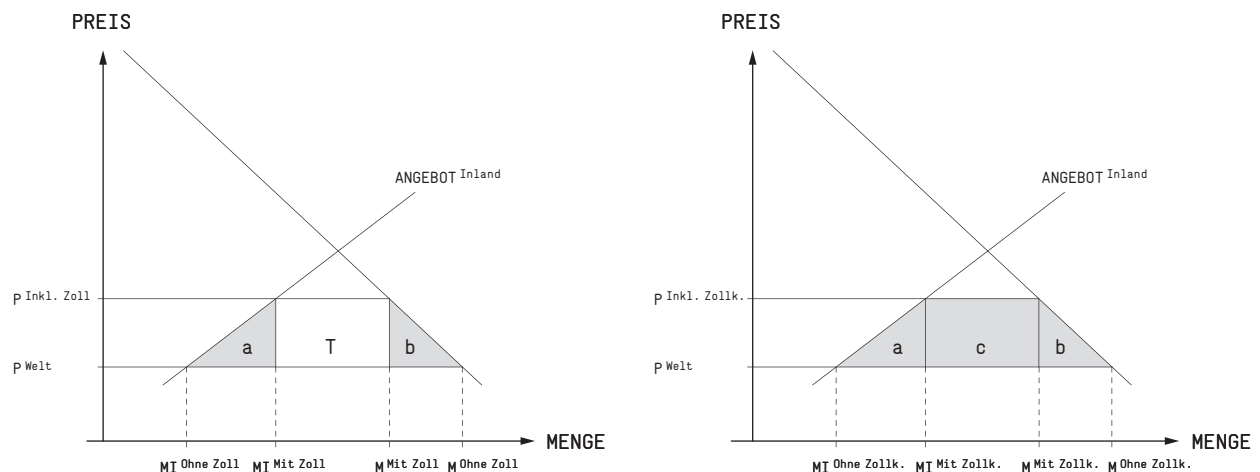 PREIS
ANGEBOT Inland
P Inkl. Zoll
a T b
P Welt
MENGE
MI Ohne Zoll MI Mit Zoll M Mit Zoll M Ohne Zoll
PREIS
ANGEBOT Inland
P Inkl. Zollk.
a c b
P Welt
MENGE
MI Ohne Zollk. MI Mit Zollk. M Mit Zollk. M Ohne Zollk.